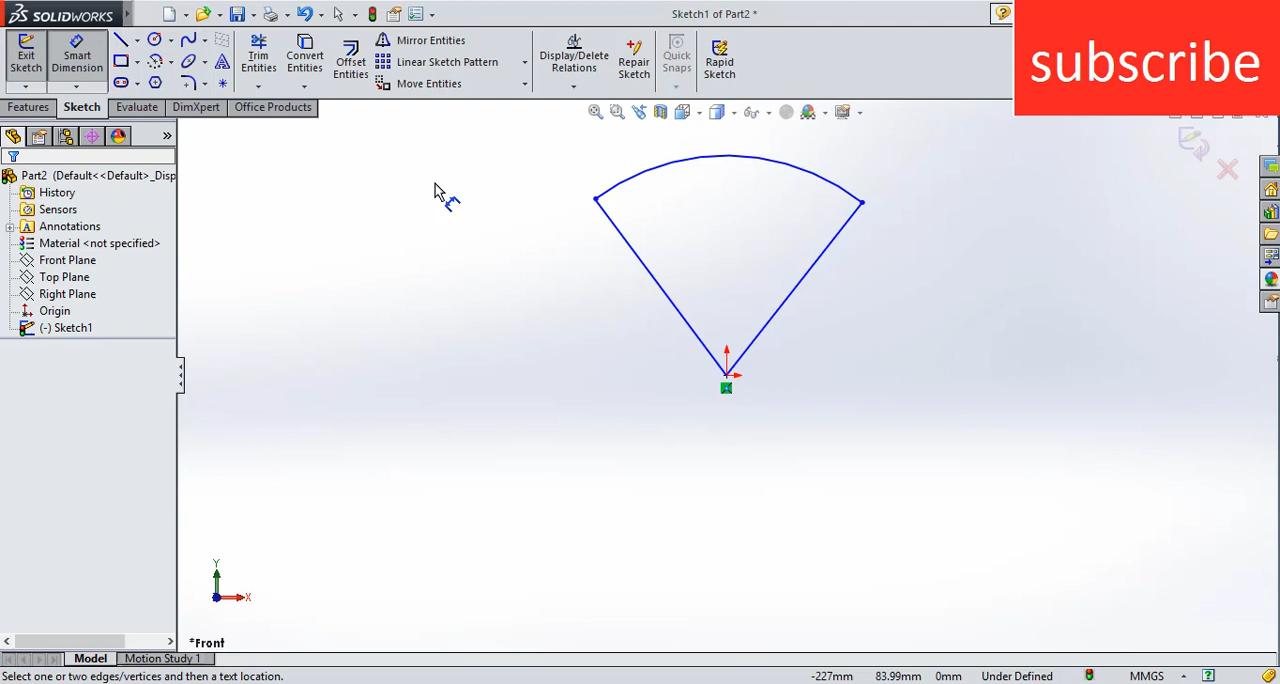 SOLIDWORKS
Sketch1 of Part2 *
subscribe
Exit Sketch
Smart Dimension
Trim Entities
Convert Entities
Offset Entities
Mirror Entities
Linear Sketch Pattern
Move Entities
Display/Delete Relations
Repair Sketch
Quick Snaps
Rapid Sketch
Features
Sketch
Evaluate
DimXpert
Office Products
Part2 (Default<<Default>_Disp
History
Sensors
Annotations
Material <not specified>
Front Plane
Top Plane
Right Plane
Origin
(-) Sketch1
Y
X
*Front
Model
Motion Study 1
Select one or two edges/vertices and then a text location.
-227mm
83.99mm
0mm
Under Defined
MMGS